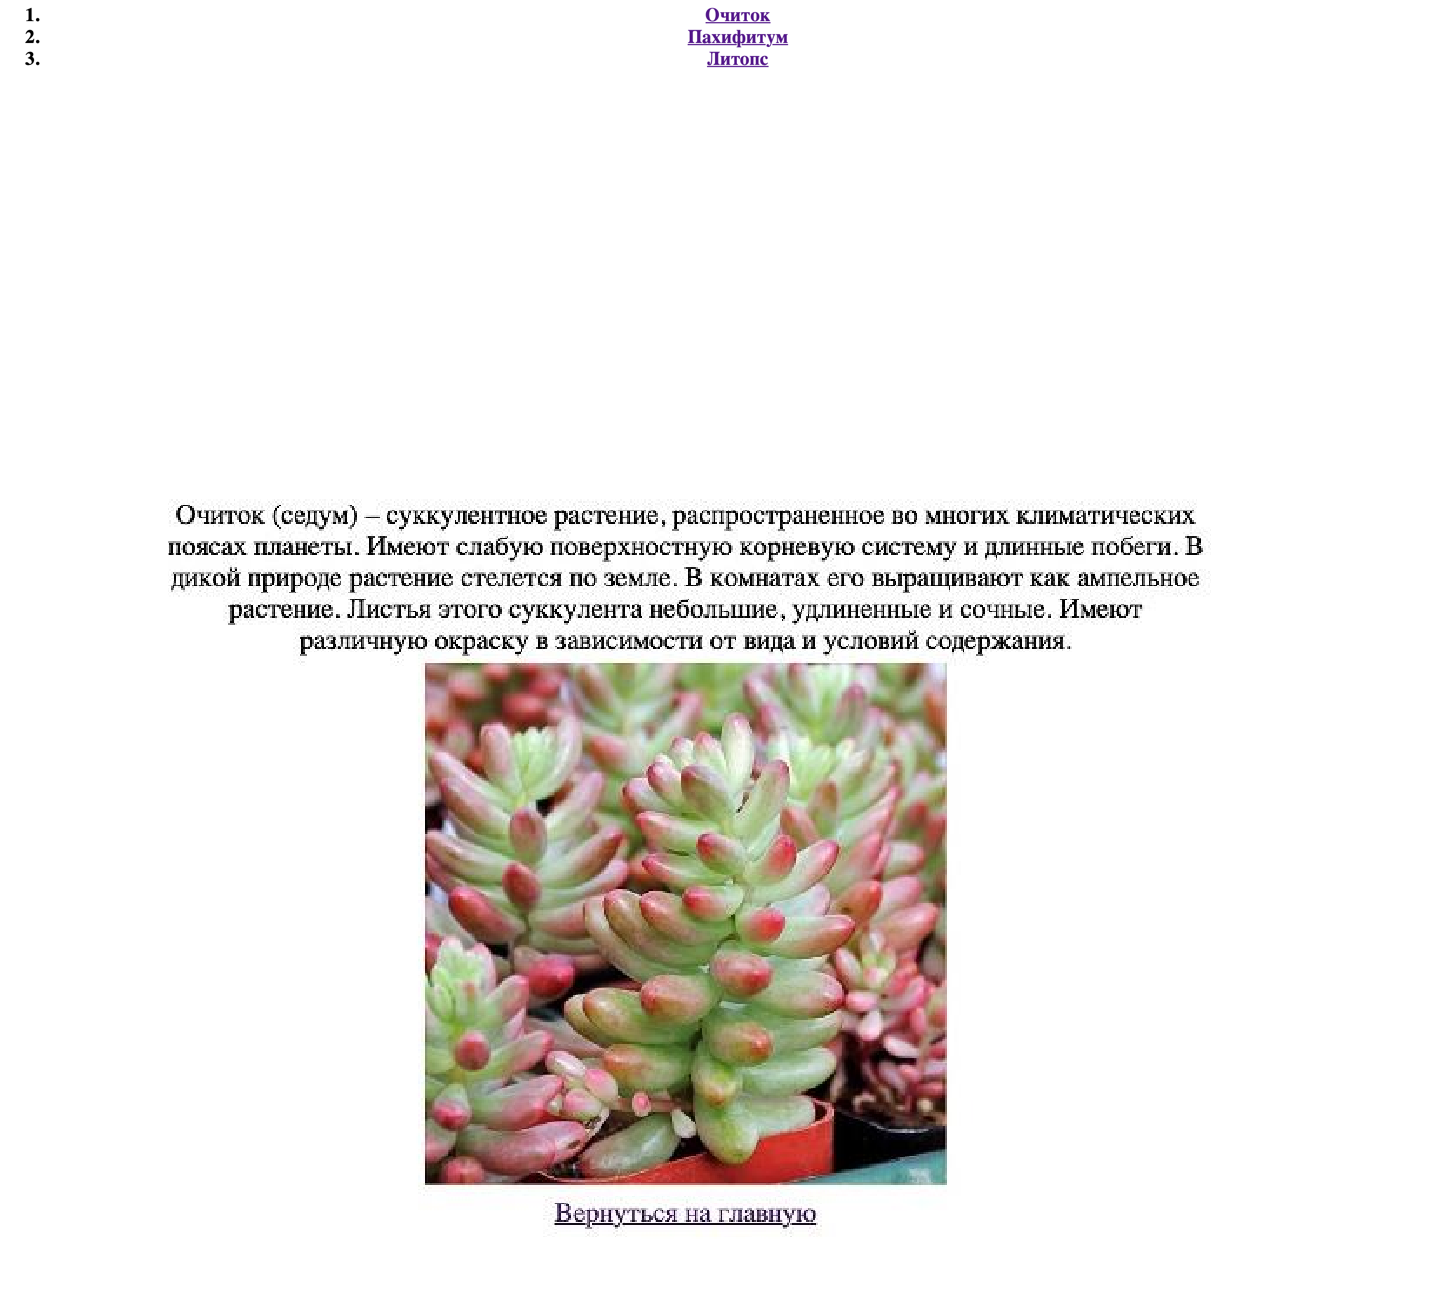 1. Очиток
2. Пахифитум
3. Литопс
Очиток (седум) – суккулентное растение, распространенное во многих климатических
поясах планеты. Имеют слабую поверхностную корневую систему и длинные побеги. В
дикой природе растение стелется по земле. В комнатах его выращивают как ампельное
растение. Листья этого суккулента небольшие, удлиненные и сочные. Имеют
различную окраску в зависимости от вида и условий содержания.
Вернуться на главную